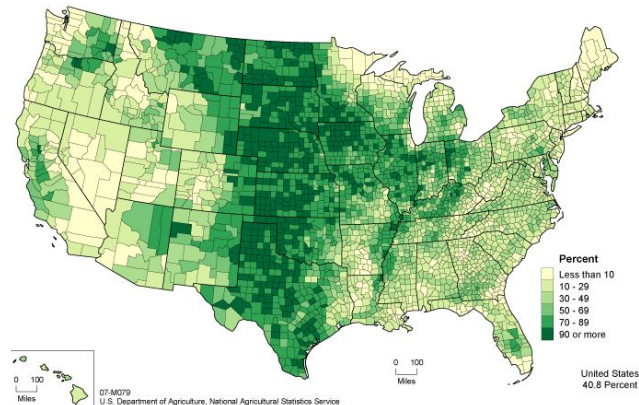 Percent
Less than 10
10 - 29
30 - 49
50 - 69
70 - 89
90 or more
0 100
Miles
United States
40.8 Percent
0 100
Miles
07-M079
U.S. Department of Agriculture, National Agricultural Statistics Service